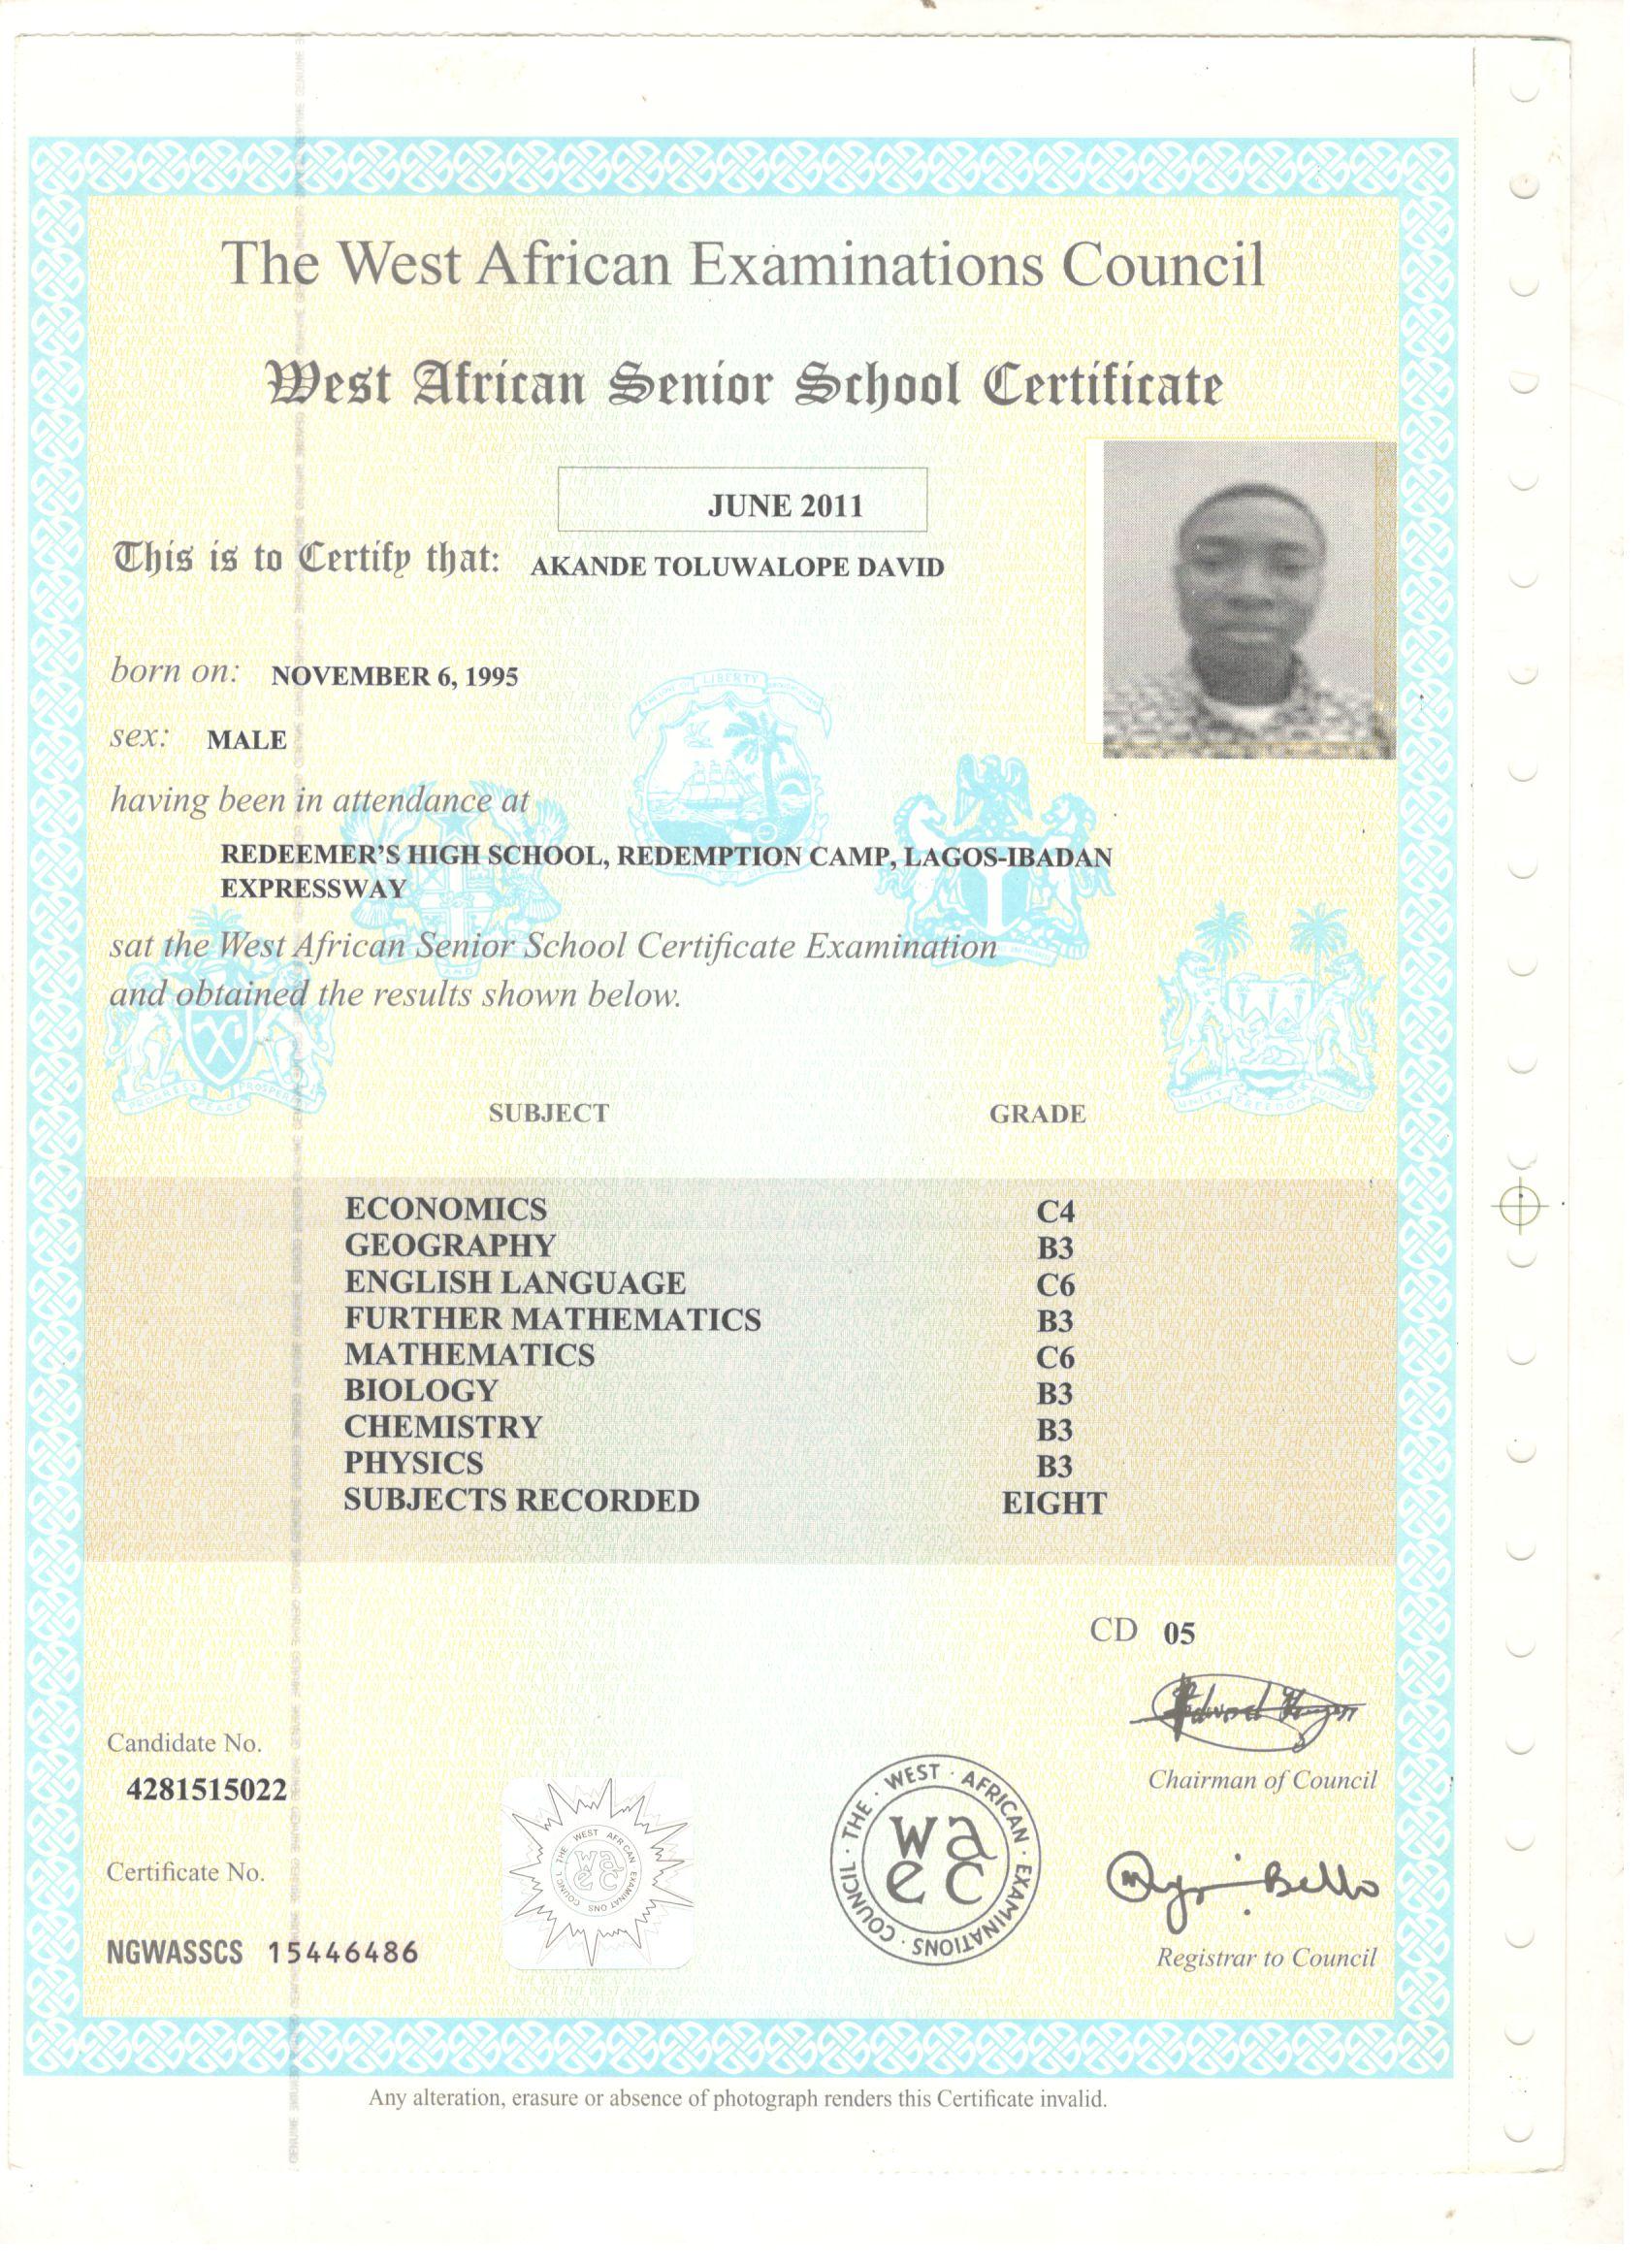 The West African Examinations Council
West African Senior School Certificate
JUNE 2011
This is to Certify that: AKANDE TOLUWALOPE DAVID
born on: NOVEMBER 6, 1995
sex: MALE
having been in attendance at
REDEEMER'S HIGH SCHOOL, REDEMPTION CAMP, LAGOS-IBADAN
EXPRESSWAY
sat the West African Senior School Certificate Examination
and obtained the results shown below.
SUBJECT GRADE
ECONOMICS C4
GEOGRAPHY B3
ENGLISH LANGUAGE C6
FURTHER MATHEMATICS B3
MATHEMATICS C6
BIOLOGY B3
CHEMISTRY B3
PHYSICS B3
SUBJECTS RECORDED EIGHT
CD 05
Candidate No.
4281515022
Chairman of Council
Certificate No.
NGWASSCS 15446486
THE · WEST · AFRICAN · EXAMINATIONS · COUNCIL
waec
Registrar to Council
Any alteration, erasure or absence of photograph renders this Certificate invalid.